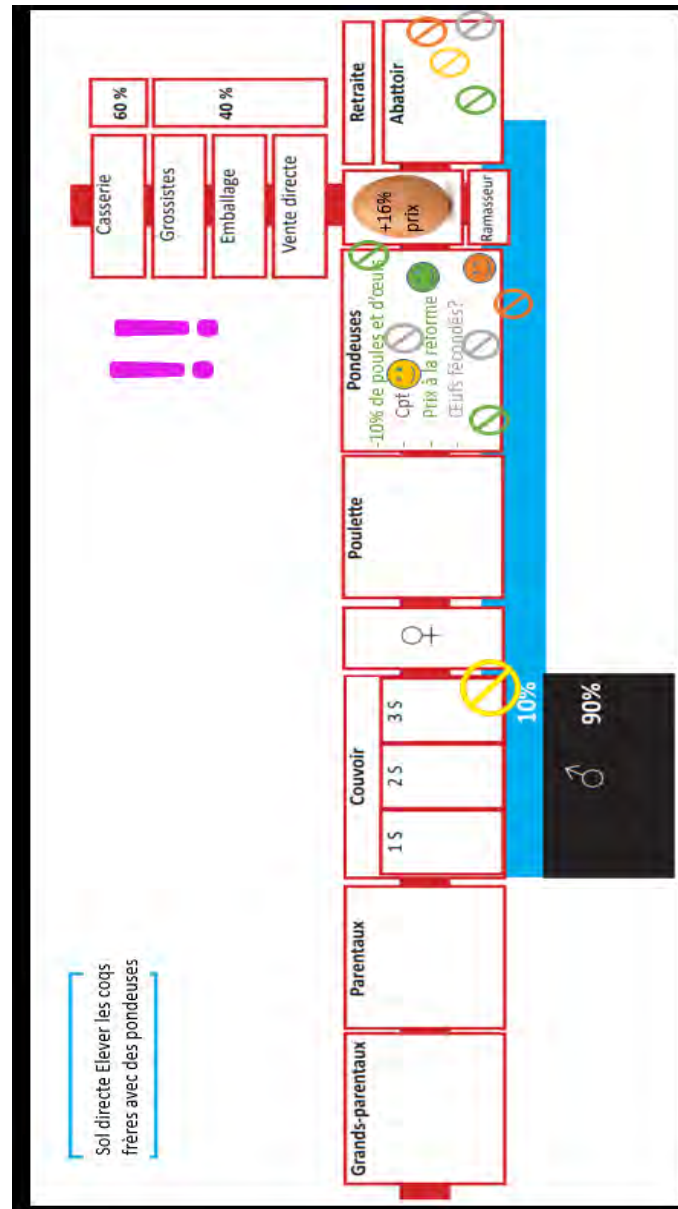 Sol directe Elever les coqs
frères avec des pondeuses
Casserie
60 %
Grossistes
40 %
Emballage
Vente directe
!!
Grands-parentaux
Parentaux
Couvoir
1 S
2 S
3 S
♀
Poulette
Pondeuses
-10% de poules et d'œufs
- Cpt
- Prix à la réforme
- Œufs fécondés?
+16%
prix
Ramasseur
Retraite
Abattoir
10%
♂
90%